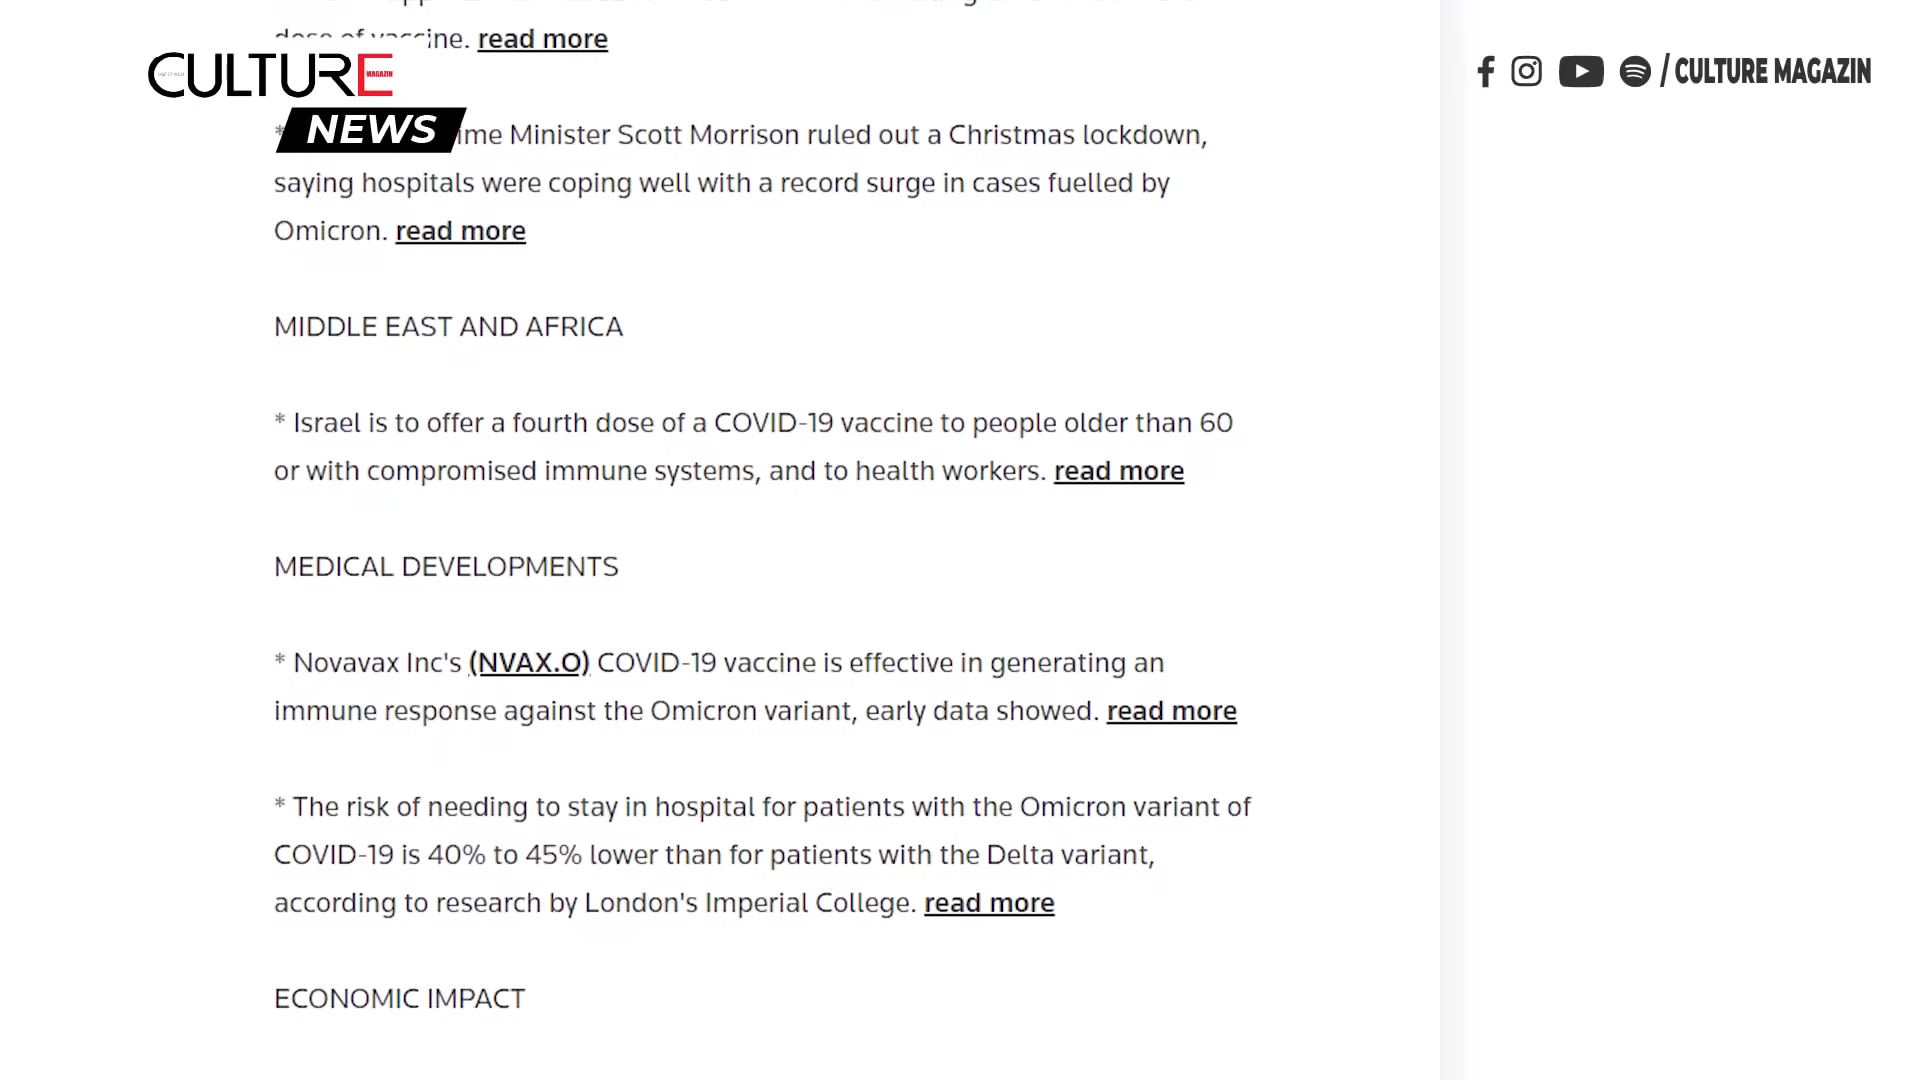 dose of vaccine. read more
CULTURE
MAGAZIN
NEWS
/ CULTURE MAGAZIN
* ime Minister Scott Morrison ruled out a Christmas lockdown,
saying hospitals were coping well with a record surge in cases fuelled by
Omicron. read more
MIDDLE EAST AND AFRICA
* Israel is to offer a fourth dose of a COVID-19 vaccine to people older than 60
or with compromised immune systems, and to health workers. read more
MEDICAL DEVELOPMENTS
* Novavax Inc's (NVAX.O) COVID-19 vaccine is effective in generating an
immune response against the Omicron variant, early data showed. read more
* The risk of needing to stay in hospital for patients with the Omicron variant of
COVID-19 is 40% to 45% lower than for patients with the Delta variant,
according to research by London's Imperial College. read more
ECONOMIC IMPACT